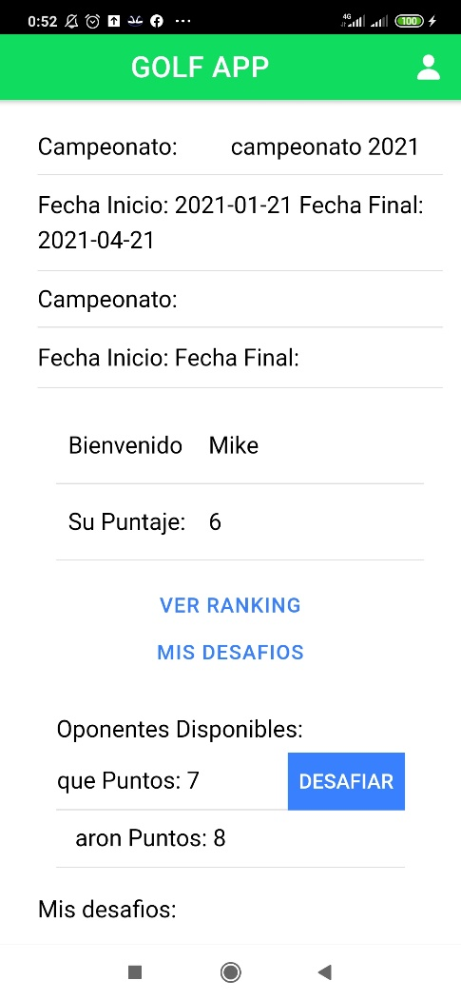 0:52 4G 100
GOLF APP
Campeonato: campeonato 2021
Fecha Inicio: 2021-01-21 Fecha Final:
2021-04-21
Campeonato:
Fecha Inicio: Fecha Final:
Bienvenido Mike
Su Puntaje: 6
VER RANKING
MIS DESAFIOS
Oponentes Disponibles:
que Puntos: 7 DESAFIAR
aron Puntos: 8
Mis desafios: